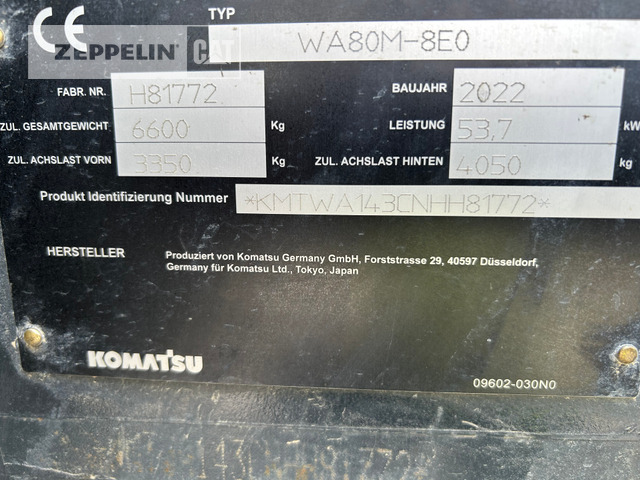 TYP WA80M-8E0
CE
ZEPPELIN CAT
FABR. NR. H81772 BAUJAHR 2022
ZUL. GESAMTGEWICHT 6600 Kg LEISTUNG 53,7 kW
ZUL. ACHSLAST VORN 3350 Kg ZUL. ACHSLAST HINTEN 4050 kg
Produkt Identifizierung Nummer *KMTWA143CNHH81772*
HERSTELLER Produziert von Komatsu Germany GmbH, Forststrasse 29, 40597 Düsseldorf,
Germany für Komatsu Ltd., Tokyo, Japan
KOMATSU
09602-030N0